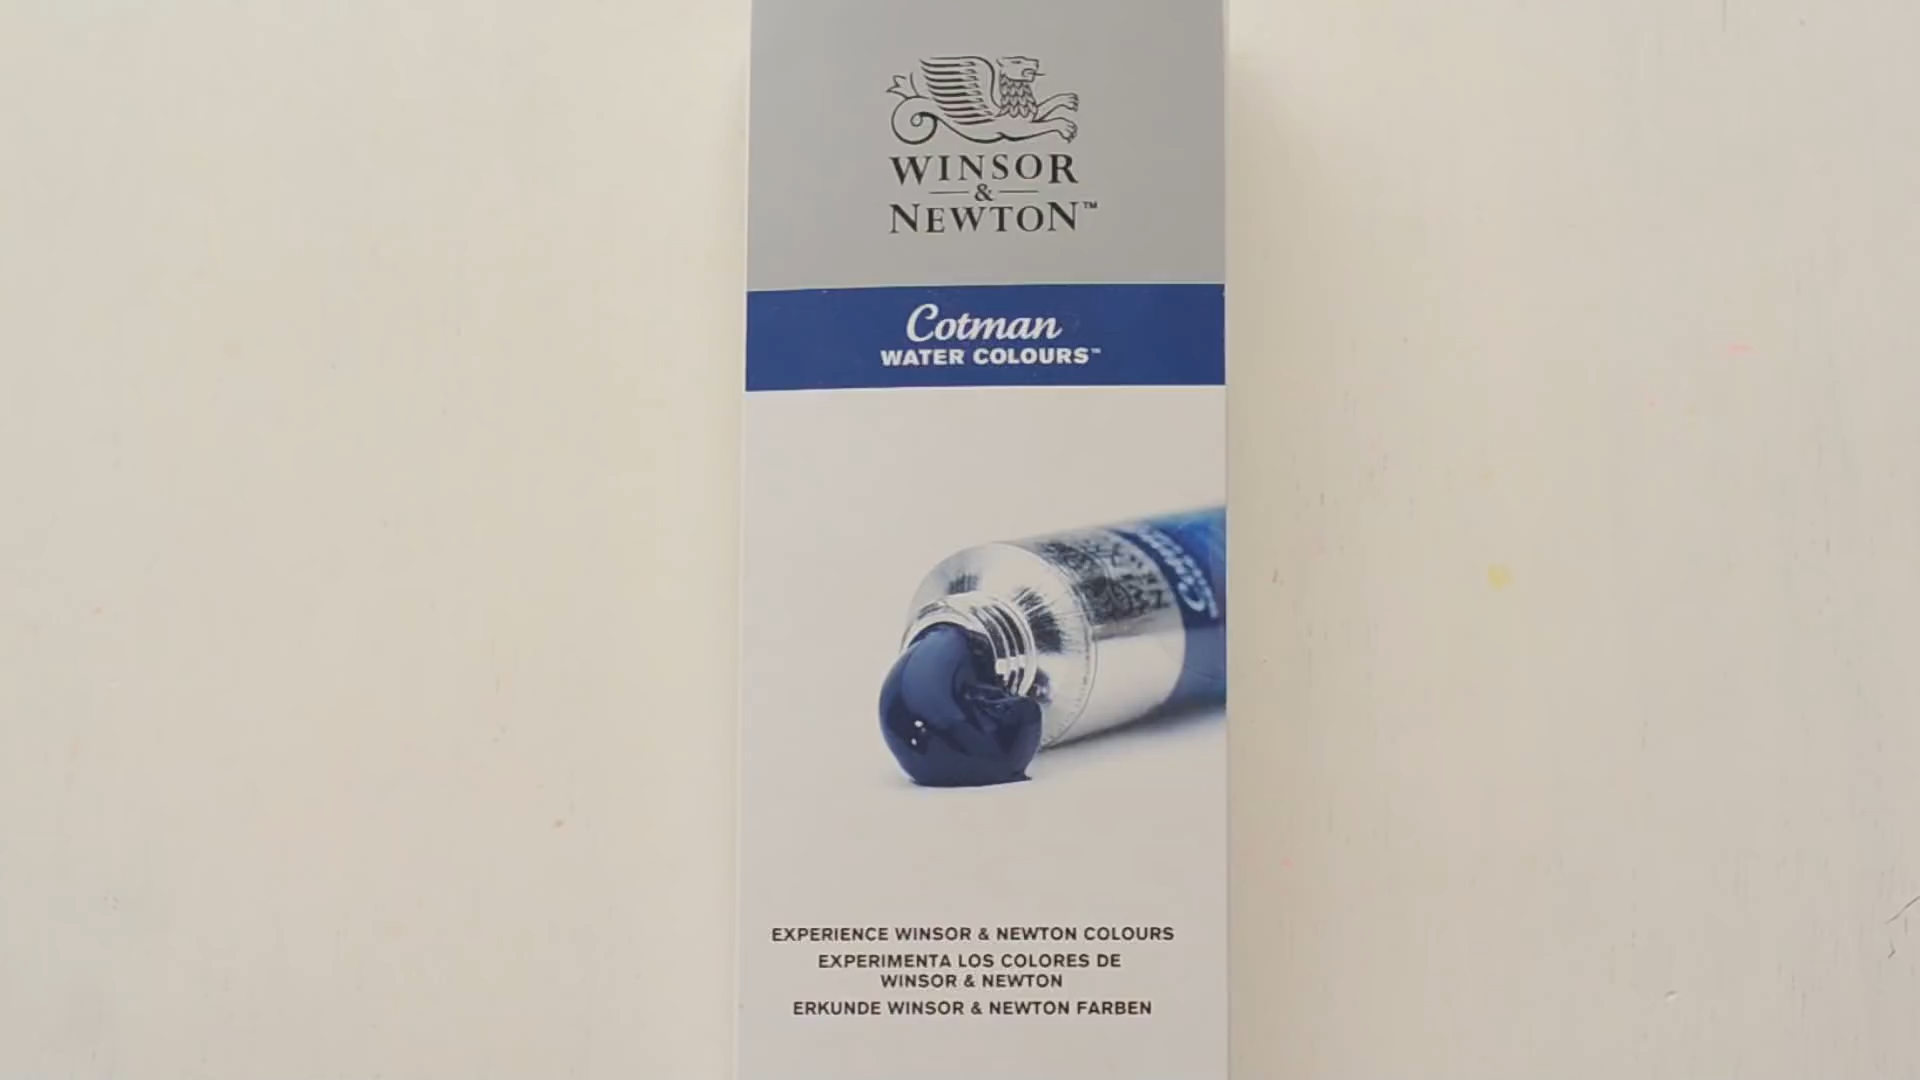 WINSOR
&
NEWTON™
Cotman
WATER COLOURS™
Cotman
EXPERIENCE WINSOR & NEWTON COLOURS
EXPERIMENTA LOS COLORES DE
WINSOR & NEWTON
ERKUNDE WINSOR & NEWTON FARBEN